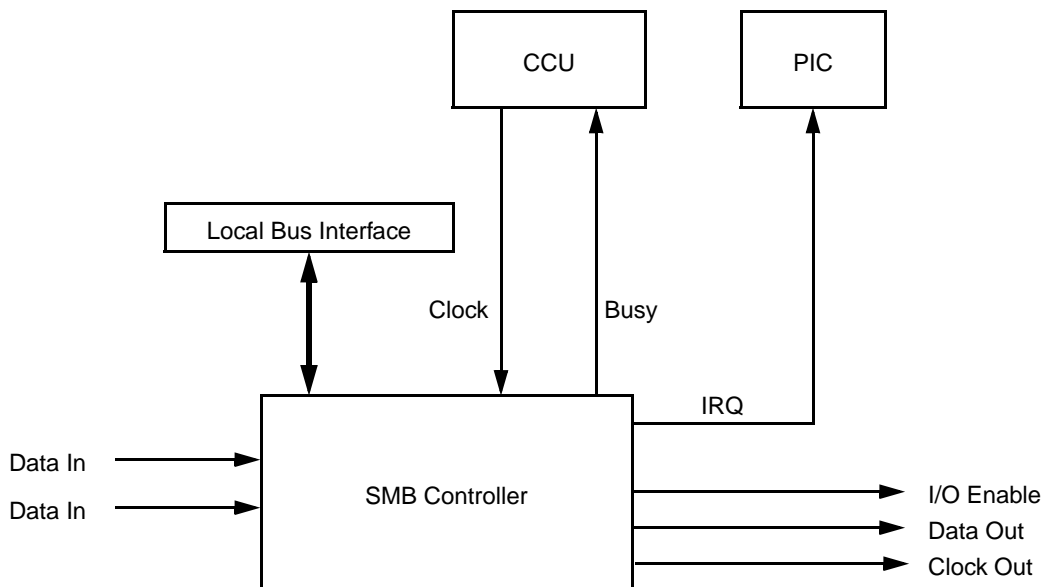 CCU
PIC
Local Bus Interface
Clock
Busy
IRQ
Data In
SMB Controller
I/O Enable
Data In
Data Out
Clock Out